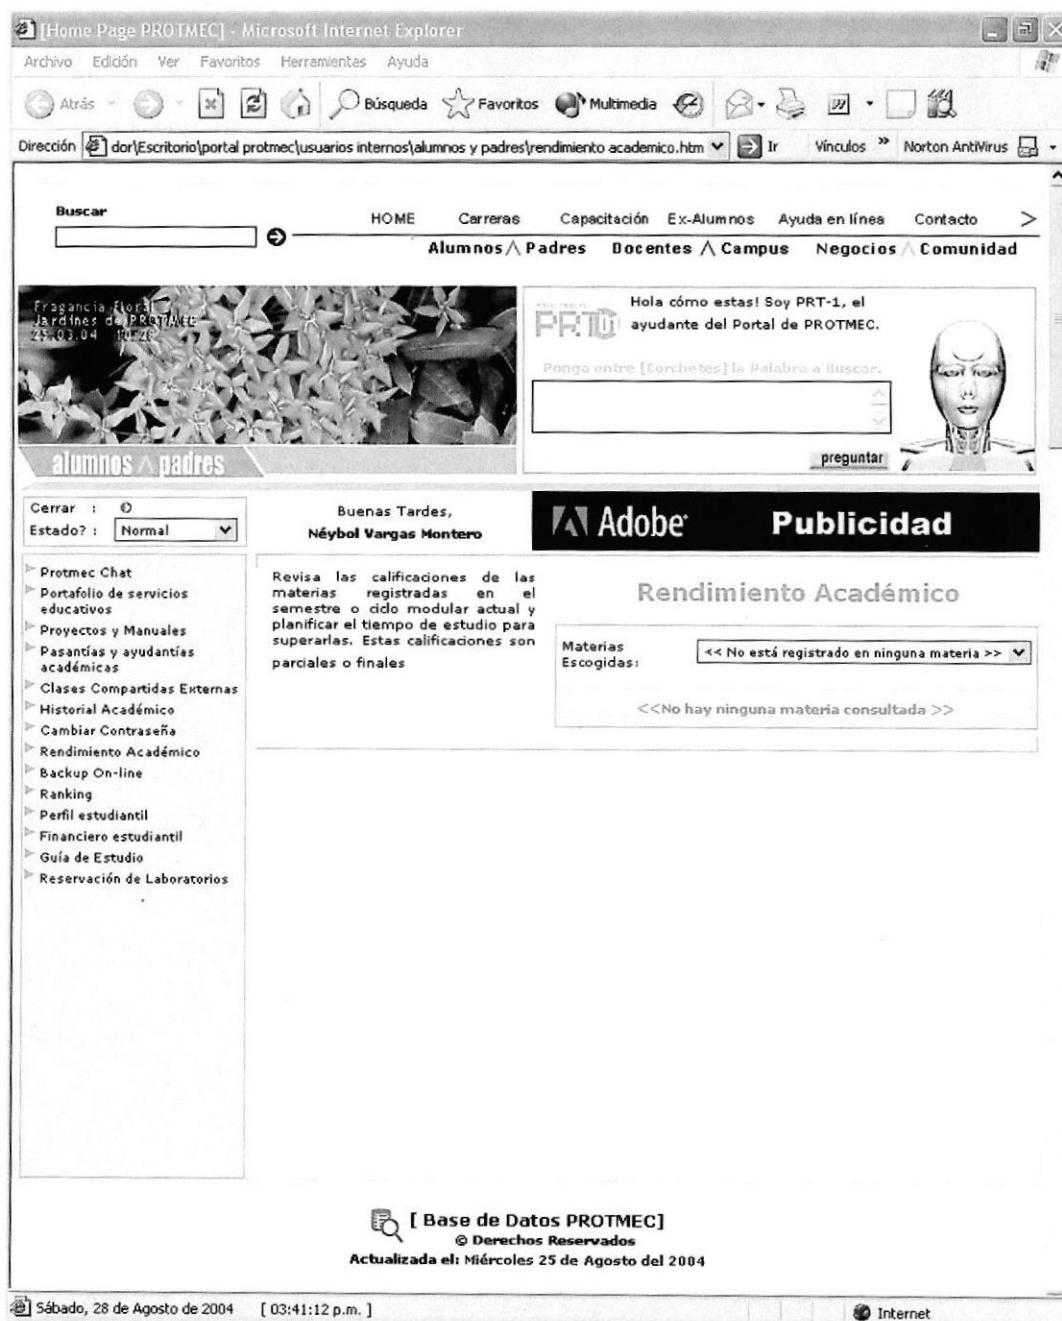 [Home Page PROTMEC] - Microsoft Internet Explorer
Archivo Edición Ver Favoritos Herramientas Ayuda
Atrás Búsqueda Favoritos Multimedia
Dirección dor\Escritorio\portal protmec\usuarios internos\alumnos y padres\rendimiento academico.htm Ir Vínculos » Norton AntiVirus
Buscar
HOME Carreras Capacitación Ex-Alumnos Ayuda en línea Contacto >
Alumnos Padres Docentes Campus Negocios Comunidad
Fragancia Floral
Jardines de PROTMEC
alumnos padres
Hola cómo estas! Soy PRT-1, el
ayudante del Portal de PROTMEC.
Ponga entre [Corchetes] la Palabra a Buscar.
preguntar
Cerrar :
Estado? : Normal
Buenas Tardes,
Néybol Vargas Montero
Adobe Publicidad
Protmec Chat
Portafolio de servicios
educativos
Proyectos y Manuales
Pasantías y ayudantías
académicas
Clases Compartidas Externas
Historial Académico
Cambiar Contraseña
Rendimiento Académico
Backup On-line
Ranking
Perfil estudiantil
Financiero estudiantil
Guía de Estudio
Reservación de Laboratorios
Revisa las calificaciones de las
materias registradas en el
semestre o ciclo modular actual y
planificar el tiempo de estudio para
superarlas. Estas calificaciones son
parciales o finales
Rendimiento Académico
Materias
Escogidas:
<< No está registrado en ninguna materia >>
<<No hay ninguna materia consultada >>
[ Base de Datos PROTMEC]
© Derechos Reservados
Actualizada el: Miércoles 25 de Agosto del 2004
Sábado, 28 de Agosto de 2004 [ 03:41:12 p.m. ] Internet